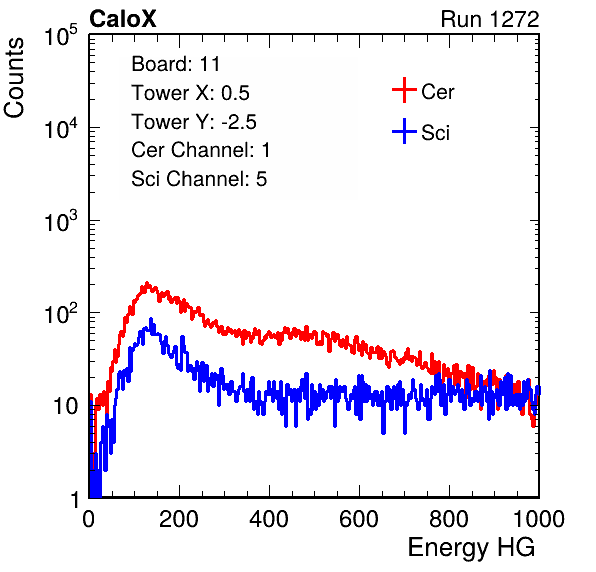 CaloX Run 1272
Counts
Board: 11
Tower X: 0.5
Tower Y: -2.5
Cer Channel: 1
Sci Channel: 5
Cer
Sci
10^5
10^4
10^3
10^2
10
1
0 200 400 600 800 1000
Energy HG